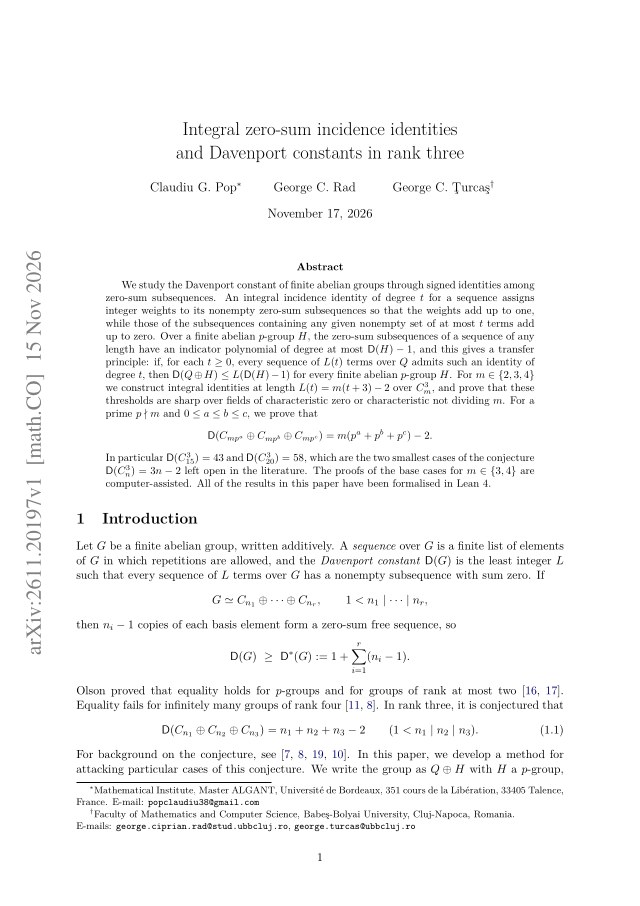 Integral zero-sum incidence identities
and Davenport constants in rank three
Claudiu G. Pop* George C. Rad George C. Țurcaș†
November 17, 2026
Abstract
We study the Davenport constant of finite abelian groups through signed identities among
zero-sum subsequences. An integral incidence identity of degree t for a sequence assigns
integer weights to its nonempty zero-sum subsequences so that the weights add up to one,
while those of the subsequences containing any given nonempty set of at most t terms add
up to zero. Over a finite abelian p-group H, the zero-sum subsequences of a sequence of any
length have an indicator polynomial of degree at most D(H) − 1, and this gives a transfer
principle: if, for each t ≥ 0, every sequence of L(t) terms over Q admits such an identity of
degree t, then D(Q ⊕ H) ≤ L(D(H) − 1) for every finite abelian p-group H. For m ∈ {2, 3, 4}
we construct integral identities at length L(t) = m(t + 3) − 2 over C_m^3, and prove that these
thresholds are sharp over fields of characteristic zero or characteristic not dividing m. For a
prime p ∤ m and 0 ≤ a ≤ b ≤ c, we prove that
D(C_{mp^a} ⊕ C_{mp^b} ⊕ C_{mp^c}) = m(p^a + p^b + p^c) − 2.
In particular D(C_{15}^3) = 43 and D(C_{20}^3) = 58, which are the two smallest cases of the conjecture
D(C_n^3) = 3n − 2 left open in the literature. The proofs of the base cases for m ∈ {3, 4} are
computer-assisted. All of the results in this paper have been formalised in Lean 4.
1 Introduction
Let G be a finite abelian group, written additively. A sequence over G is a finite list of elements
of G in which repetitions are allowed, and the Davenport constant D(G) is the least integer L
such that every sequence of L terms over G has a nonempty subsequence with sum zero. If
G ≃ C_{n_1} ⊕ ··· ⊕ C_{n_r}, 1 < n_1 | ··· | n_r,
then n_i − 1 copies of each basis element form a zero-sum free sequence, so
D(G) ≥ D*(G) := 1 + ∑_{i=1}^{r} (n_i − 1).
Olson proved that equality holds for p-groups and for groups of rank at most two [16, 17].
Equality fails for infinitely many groups of rank four [11, 8]. In rank three, it is conjectured that
D(C_{n_1} ⊕ C_{n_2} ⊕ C_{n_3}) = n_1 + n_2 + n_3 − 2 (1 < n_1 | n_2 | n_3). (1.1)
For background on the conjecture, see [7, 8, 19, 10]. In this paper, we develop a method for
attacking particular cases of this conjecture. We write the group as Q ⊕ H with H a p-group,
*Mathematical Institute, Master ALGANT, Université de Bordeaux, 351 cours de la Libération, 33405 Talence,
France. E-mail: popclaudiu38@gmail.com
†Faculty of Mathematics and Computer Science, Babeș-Bolyai University, Cluj-Napoca, Romania.
E-mails: george.ciprian.rad@stud.ubbcluj.ro, george.turcas@ubbcluj.ro
1
arXiv:2611.20197v1 [math.CO] 15 Nov 2026